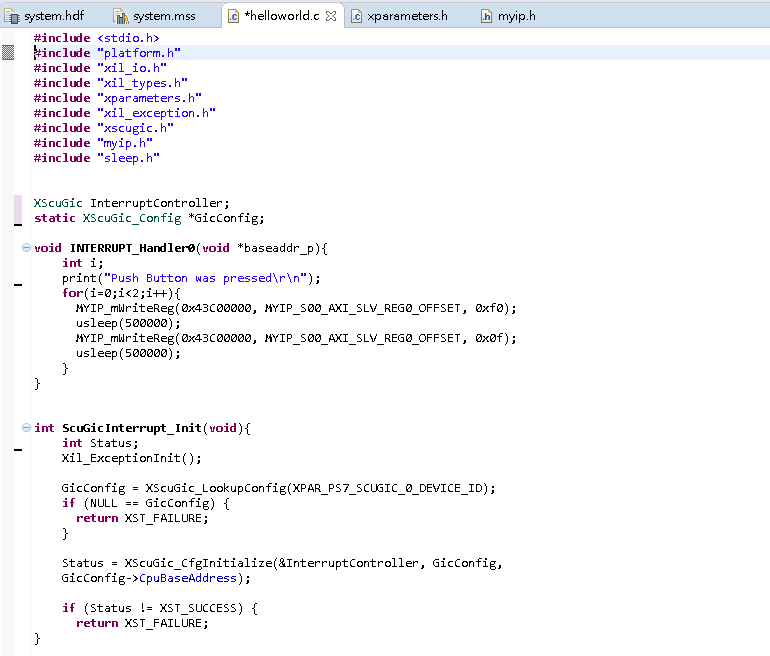 system.hdf system.mss *helloworld.c xparameters.h myip.h
#include <stdio.h>
#include "platform.h"
#include "xil_io.h"
#include "xil_types.h"
#include "xparameters.h"
#include "xil_exception.h"
#include "xscugic.h"
#include "myip.h"
#include "sleep.h"
XScuGic InterruptController;
static XScuGic_Config *GicConfig;
void INTERRUPT_Handler0(void *baseaddr_p){
int i;
print("Push Button was pressed\r\n");
for(i=0;i<2;i++){
MYIP_mWriteReg(0x43C00000, MYIP_S00_AXI_SLV_REG0_OFFSET, 0xf0);
usleep(500000);
MYIP_mWriteReg(0x43C00000, MYIP_S00_AXI_SLV_REG0_OFFSET, 0x0f);
usleep(500000);
}
}
int ScuGicInterrupt_Init(void){
int Status;
Xil_ExceptionInit();
GicConfig = XScuGic_LookupConfig(XPAR_PS7_SCUGIC_0_DEVICE_ID);
if (NULL == GicConfig) {
return XST_FAILURE;
}
Status = XScuGic_CfgInitialize(&InterruptController, GicConfig,
GicConfig->CpuBaseAddress);
if (Status != XST_SUCCESS) {
return XST_FAILURE;
}